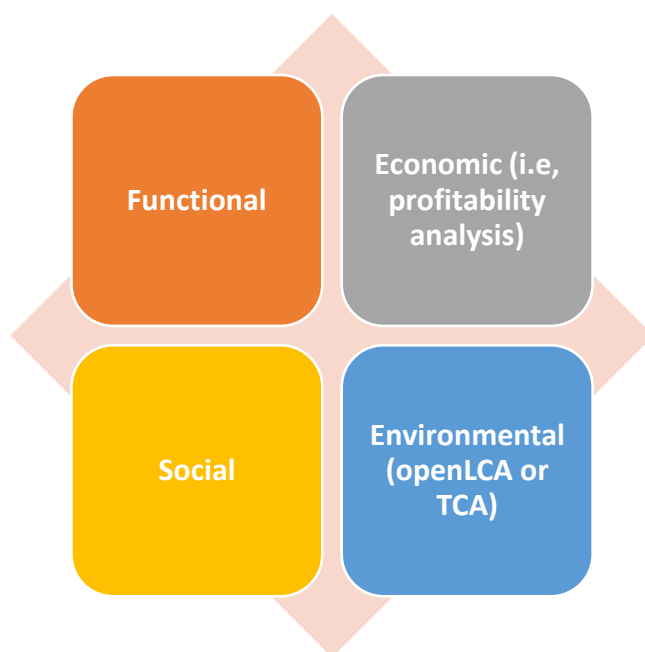 Functional
Economic (i.e,
profitability
analysis)
Social
Environmental
(openLCA or
TCA)